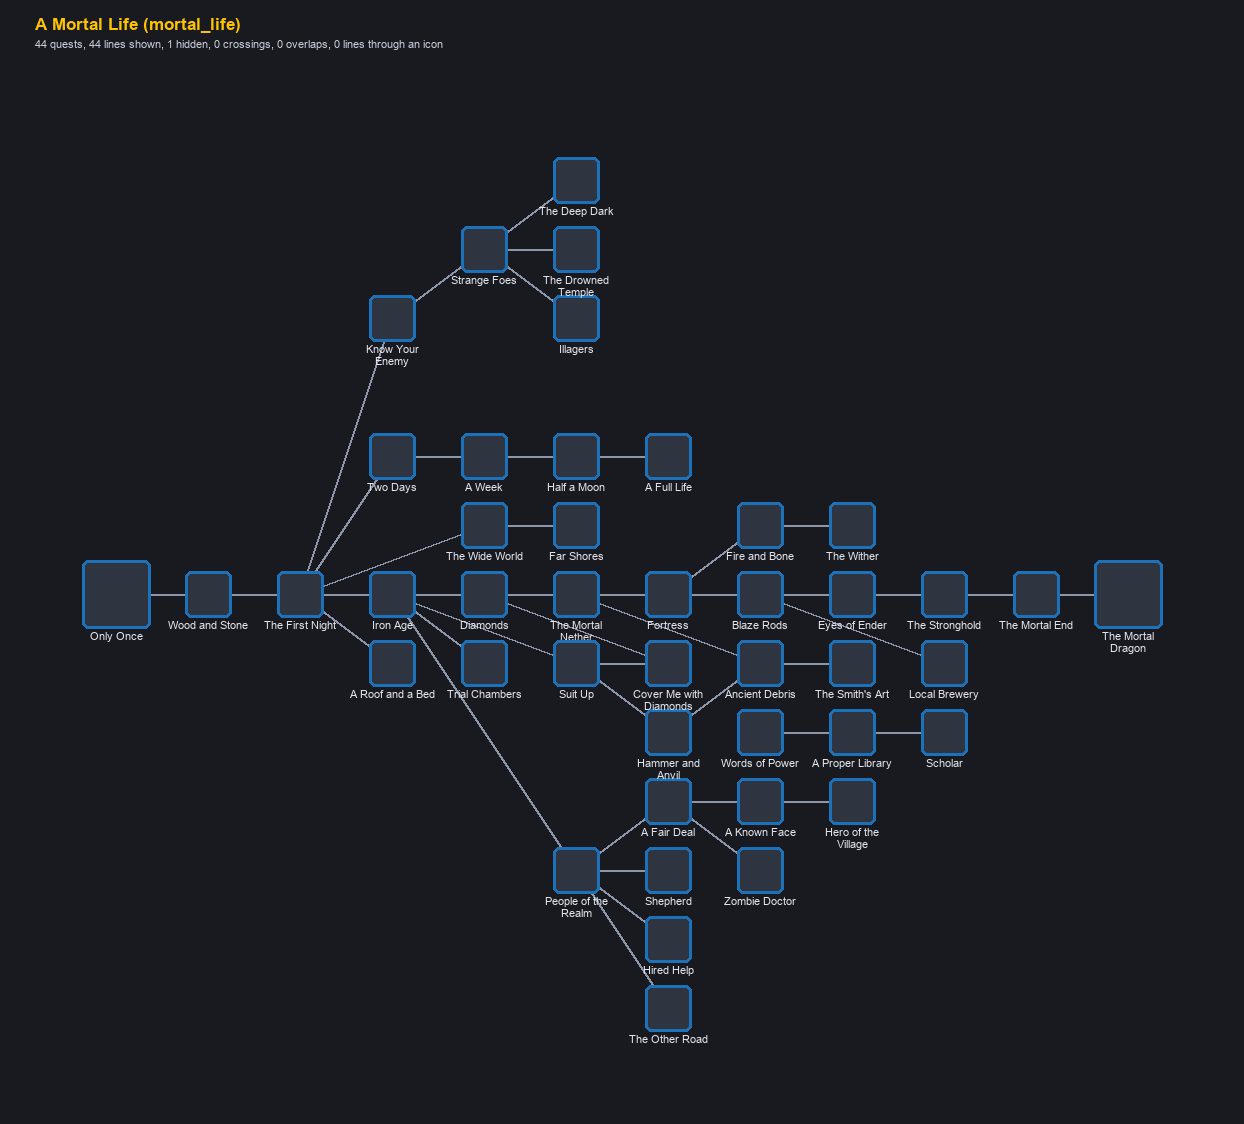 A Mortal Life (mortal_life)
44 quests, 44 lines shown, 1 hidden, 0 crossings, 0 overlaps, 0 lines through an icon
The Deep Dark
Strange Foes
The Drowned
Temple
Know Your
Enemy
Illagers
Two Days
A Week
Half a Moon
A Full Life
The Wide World
Far Shores
Fire and Bone
The Wither
Only Once
Wood and Stone
The First Night
Iron Age
Diamonds
The Mortal
Nether
Fortress
Blaze Rods
Eyes of Ender
The Stronghold
The Mortal End
The Mortal
Dragon
A Roof and a Bed
Trial Chambers
Suit Up
Cover Me with
Diamonds
Ancient Debris
The Smith's Art
Local Brewery
Hammer and
Anvil
Words of Power
A Proper Library
Scholar
A Fair Deal
A Known Face
Hero of the
Village
People of the
Realm
Shepherd
Zombie Doctor
Hired Help
The Other Road